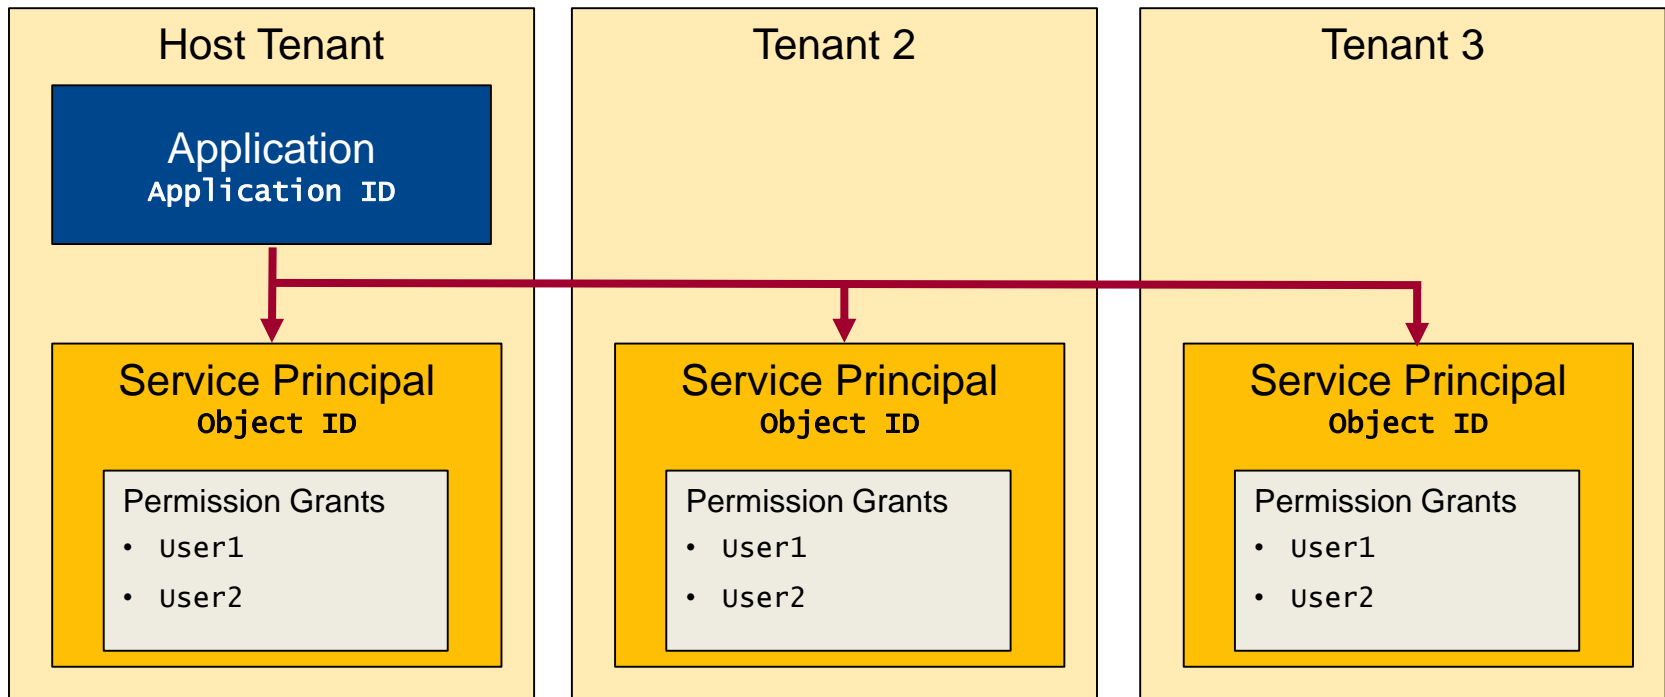 Host Tenant
Application
Application ID
Service Principal
Object ID
Permission Grants
• User1
• User2
Tenant 2
Service Principal
Object ID
Permission Grants
• User1
• User2
Tenant 3
Service Principal
Object ID
Permission Grants
• User1
• User2